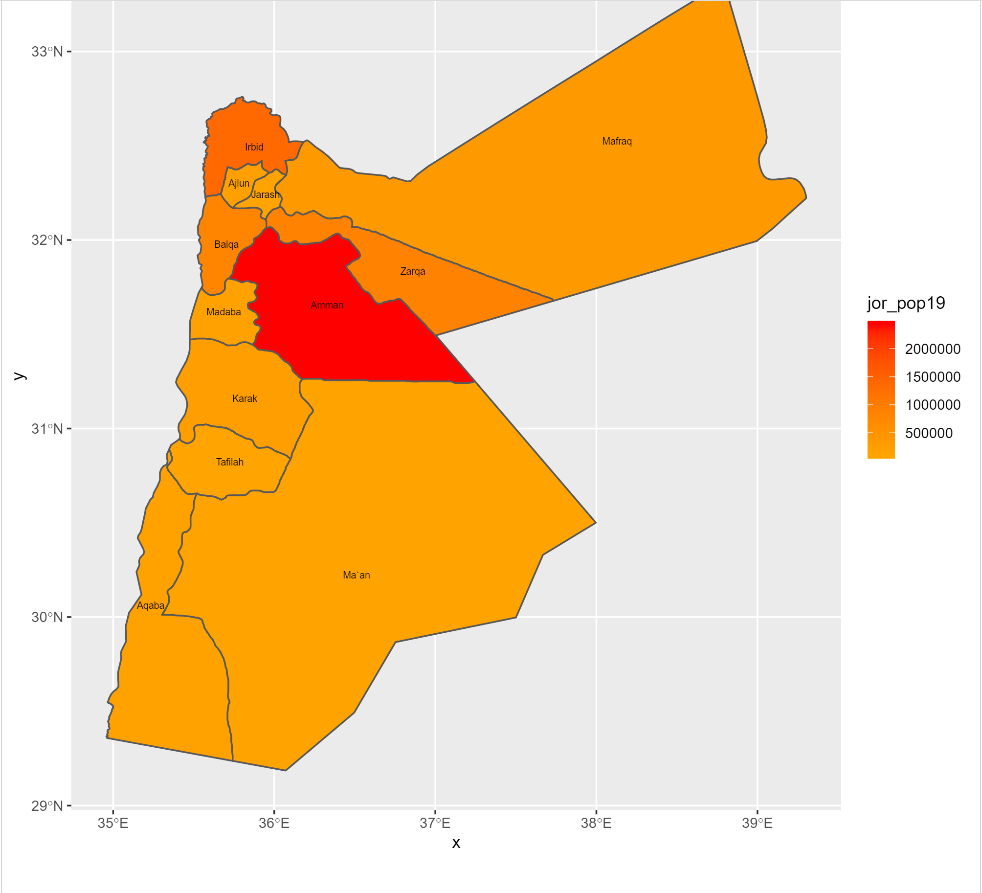 33°N
32°N
31°N
30°N
29°N
y
Irbid
Ajlun
Jarash
Mafraq
Balqa
Zarqa
Madaba
Amman
Karak
Tafilah
Ma`an
Aqaba
35°E 36°E 37°E 38°E 39°E
x
jor_pop19
2000000
1500000
1000000
500000